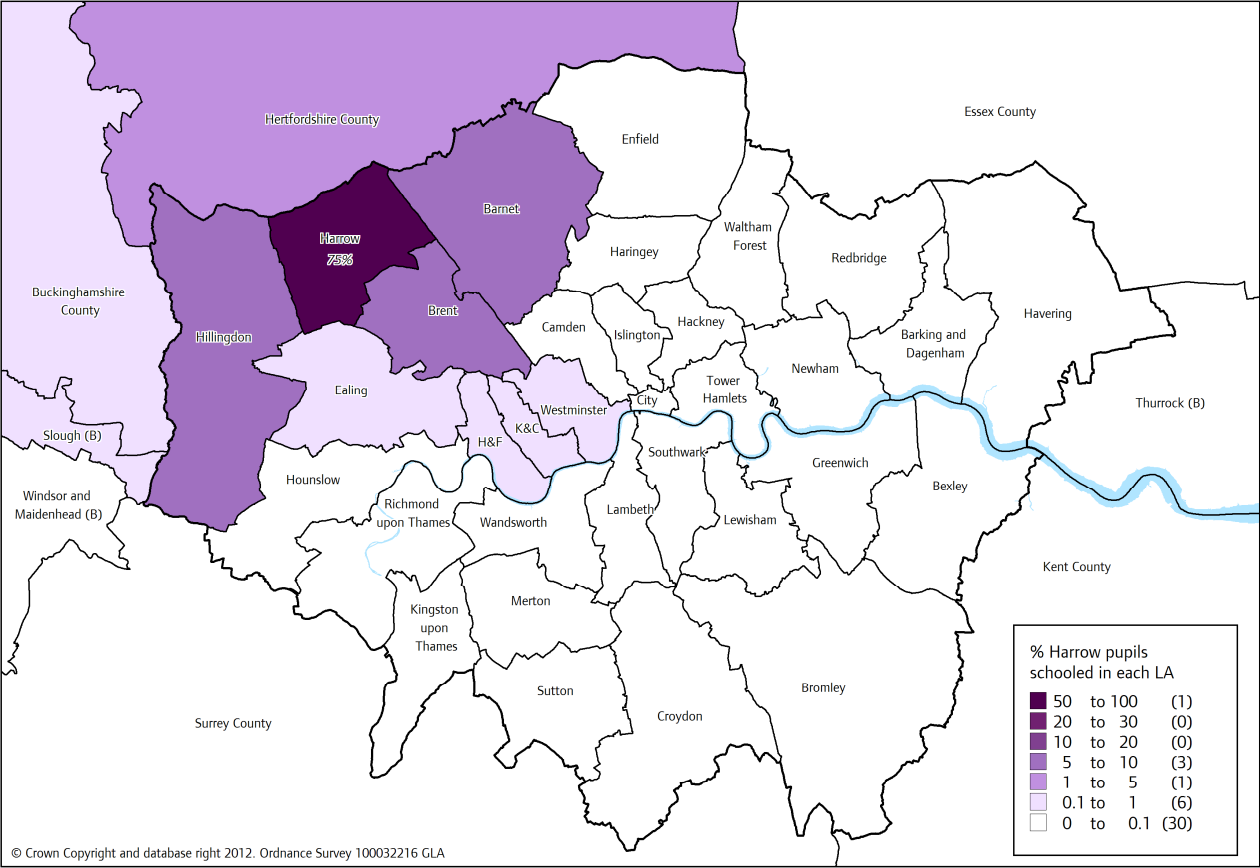 Essex County
Hertfordshire County
Enfield
Barnet
Waltham
Forest
Harrow
75%
Haringey
Redbridge
Buckinghamshire
County
Brent
Havering
Hackney
Camden
Islington
Hillingdon
Barking and
Dagenham
Newham
Ealing
Tower
Hamlets
City
Westminster
Thurrock (B)
K&C
Slough (B)
H&F
Southwark
Greenwich
Hounslow
Bexley
Windsor and
Maidenhead (B)
Richmond
upon Thames
Lambeth
Wandsworth
Lewisham
Kent County
Merton
Kingston
upon
Thames
Sutton
Bromley
Croydon
Surrey County
% Harrow pupils
schooled in each LA
50 to 100 (1)
20 to 30 (0)
10 to 20 (0)
5 to 10 (3)
1 to 5 (1)
0.1 to 1 (6)
0 to 0.1 (30)
© Crown Copyright and database right 2012. Ordnance Survey 100032216 GLA